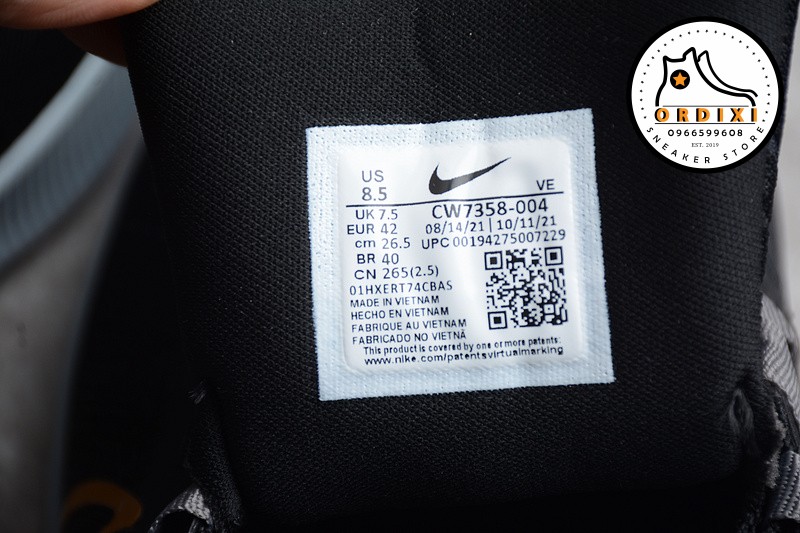 US
8.5
VE
UK 7.5
CW7358-004
EUR 42
08/14/21 | 10/11/21
cm 26.5
UPC 00194275007229
BR 40
CN 265(2.5)
01HXERT74CBAS
MADE IN VIETNAM
HECHO EN VIETNAM
FABRIQUE AU VIETNAM
FABRICADO NO VIETNÃ
This product is covered by one or more patents:
www.nike.com/patentsvirtualmarking
ORDIXI
0966599608
EST. 2019
SNEAKER STORE